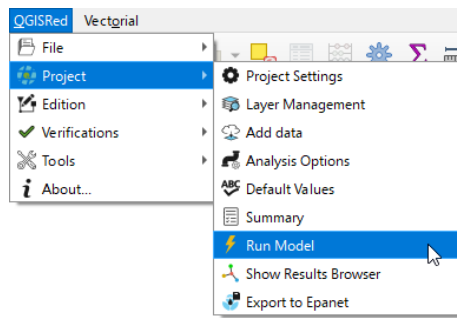 QGISRed Vectorial
File
Project
Edition
Verifications
Tools
About...
Project Settings
Layer Management
Add data
Analysis Options
ABC Default Values
Summary
Run Model
Show Results Browser
Export to Epanet